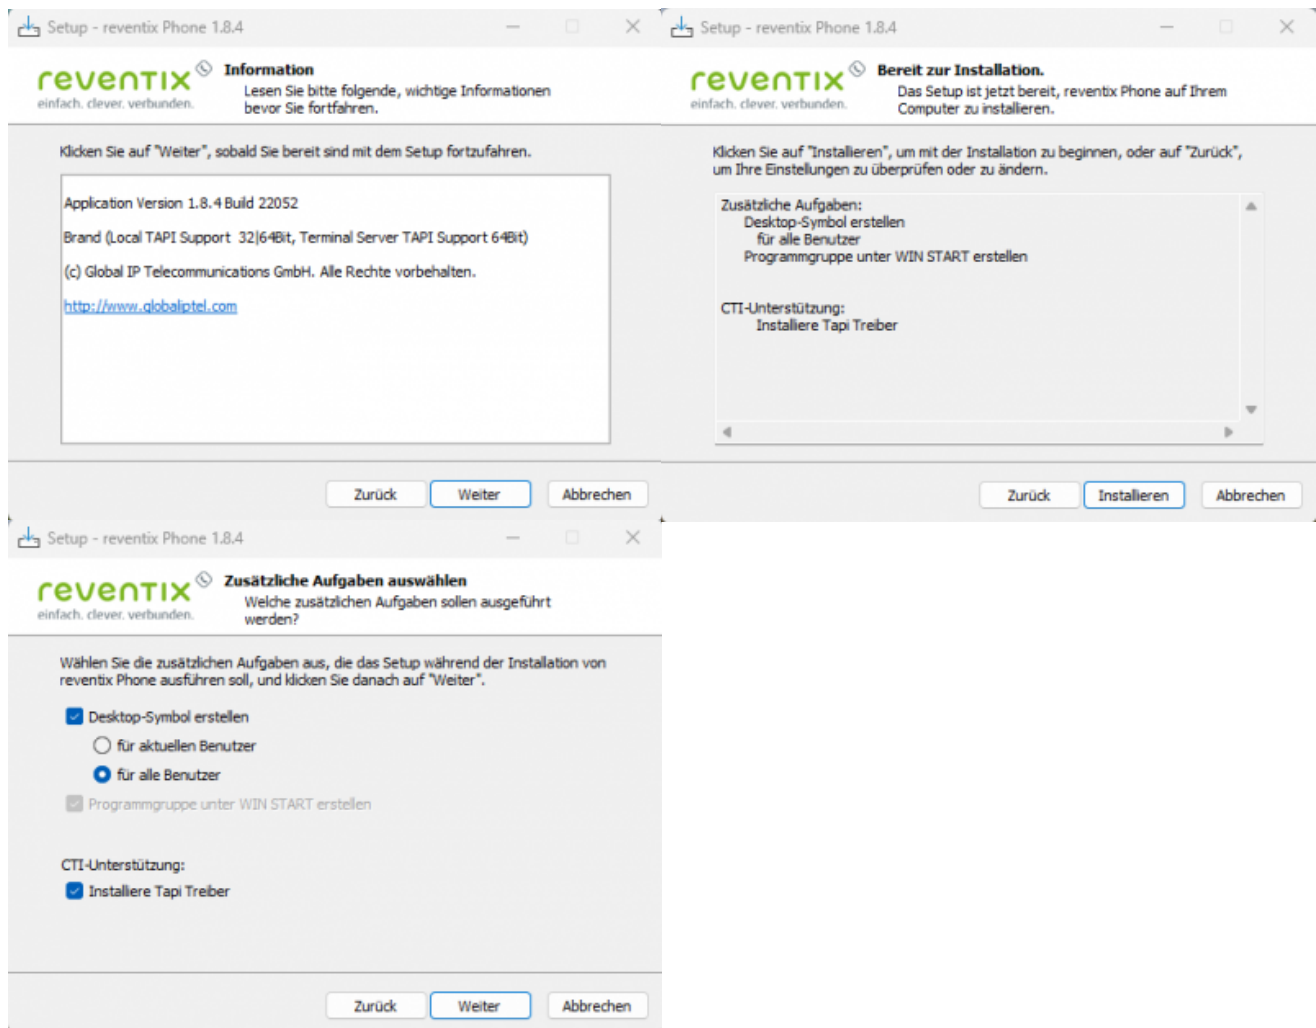 Setup - reventix Phone 1.8.4
reventix
einfach. clever. verbunden.
Information
Lesen Sie bitte folgende, wichtige Informationen
bevor Sie fortfahren.
Klicken Sie auf "Weiter", sobald Sie bereit sind mit dem Setup fortzufahren.
Application Version 1.8.4 Build 22052
Brand (Local TAPI Support 32|64Bit, Terminal Server TAPI Support 64Bit)
(c) Global IP Telecommunications GmbH. Alle Rechte vorbehalten.
http://www.globaliptel.com
Zurück
Weiter
Abbrechen
Setup - reventix Phone 1.8.4
reventix
einfach. clever. verbunden.
Bereit zur Installation.
Das Setup ist jetzt bereit, reventix Phone auf Ihrem
Computer zu installieren.
Klicken Sie auf "Installieren", um mit der Installation zu beginnen, oder auf "Zurück",
um Ihre Einstellungen zu überprüfen oder zu ändern.
Zusätzliche Aufgaben:
Desktop-Symbol erstellen
für alle Benutzer
Programmgruppe unter WIN START erstellen
CTI-Unterstützung:
Installiere Tapi Treiber
Zurück
Installieren
Abbrechen
Setup - reventix Phone 1.8.4
reventix
einfach. clever. verbunden.
Zusätzliche Aufgaben auswählen
Welche zusätzlichen Aufgaben sollen ausgeführt
werden?
Wählen Sie die zusätzlichen Aufgaben aus, die das Setup während der Installation von
reventix Phone ausführen soll, und klicken Sie danach auf "Weiter".
Desktop-Symbol erstellen
für aktuellen Benutzer
für alle Benutzer
Programmgruppe unter WIN START erstellen
CTI-Unterstützung:
Installiere Tapi Treiber
Zurück
Weiter
Abbrechen